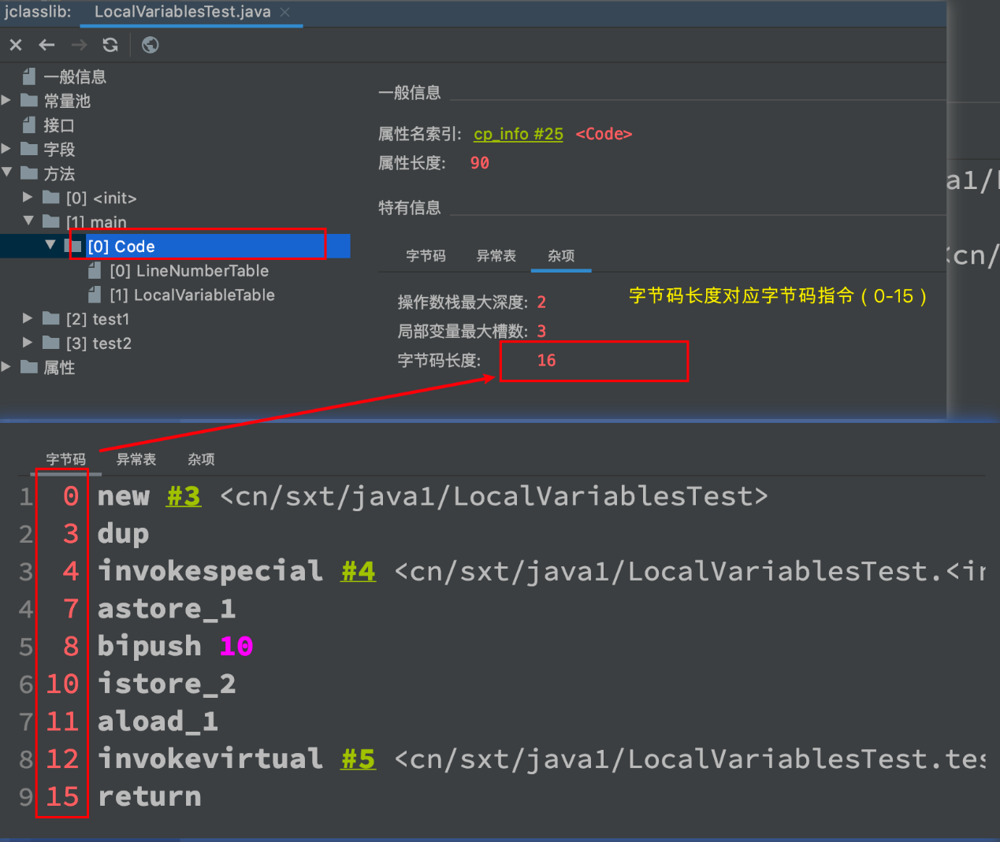 jclasslib: LocalVariablesTest.java
一般信息
常量池
接口
字段
方法
[0] <init>
[1] main
[0] Code
[0] LineNumberTable
[1] LocalVariableTable
[2] test1
[3] test2
属性
一般信息
属性名索引: cp_info #25 <Code>
属性长度: 90
特有信息
字节码 异常表 杂项
操作数栈最大深度: 2
局部变量最大槽数: 3
字节码长度: 16
字节码长度对应字节码指令（0-15）
a1/
cn/
字节码 异常表 杂项
1 0 new #3 <cn/sxt/java1/LocalVariablesTest>
2 3 dup
3 4 invokespecial #4 <cn/sxt/java1/LocalVariablesTest.<in
4 7 astore_1
5 8 bipush 10
6 10 istore_2
7 11 aload_1
8 12 invokevirtual #5 <cn/sxt/java1/LocalVariablesTest.tes
9 15 return